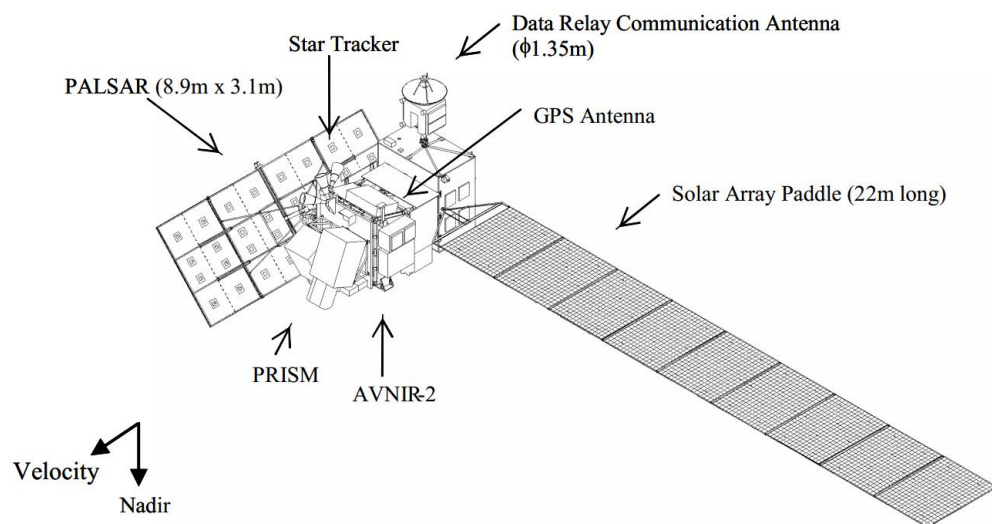 Data Relay Communication Antenna
(ϕ1.35m)
Star Tracker
PALSAR (8.9m x 3.1m)
GPS Antenna
Solar Array Paddle (22m long)
PRISM
AVNIR-2
Velocity
Nadir